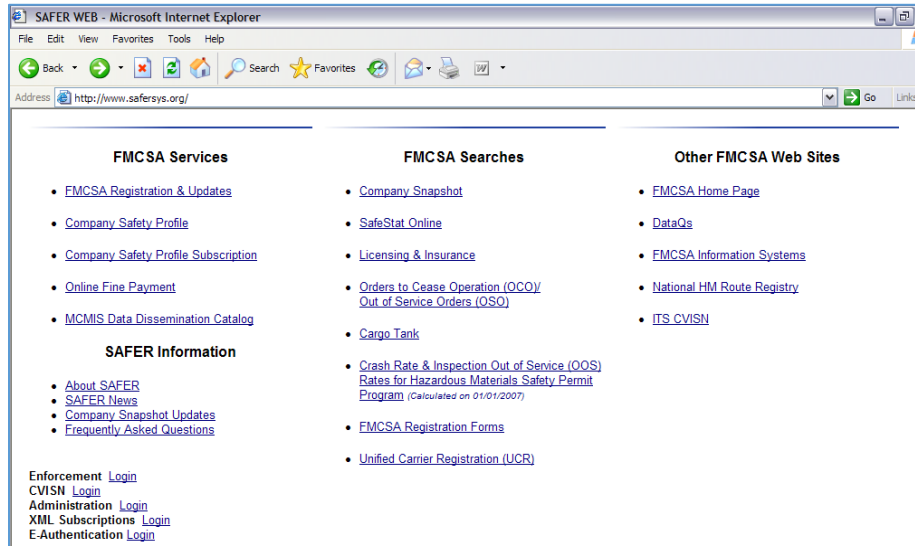 SAFER WEB - Microsoft Internet Explorer
File Edit View Favorites Tools Help
Back Search Favorites
Address http://www.safersys.org/ Go Links
FMCSA Services
FMCSA Registration & Updates
Company Safety Profile
Company Safety Profile Subscription
Online Fine Payment
MCMIS Data Dissemination Catalog
SAFER Information
About SAFER
SAFER News
Company Snapshot Updates
Frequently Asked Questions
Enforcement Login
CVISN Login
Administration Login
XML Subscriptions Login
E-Authentication Login
FMCSA Searches
Company Snapshot
SafeStat Online
Licensing & Insurance
Orders to Cease Operation (OCO)/
Out of Service Orders (OSO)
Cargo Tank
Crash Rate & Inspection Out of Service (OOS)
Rates for Hazardous Materials Safety Permit
Program (Calculated on 01/01/2007)
FMCSA Registration Forms
Unified Carrier Registration (UCR)
Other FMCSA Web Sites
FMCSA Home Page
DataQs
FMCSA Information Systems
National HM Route Registry
ITS CVISN